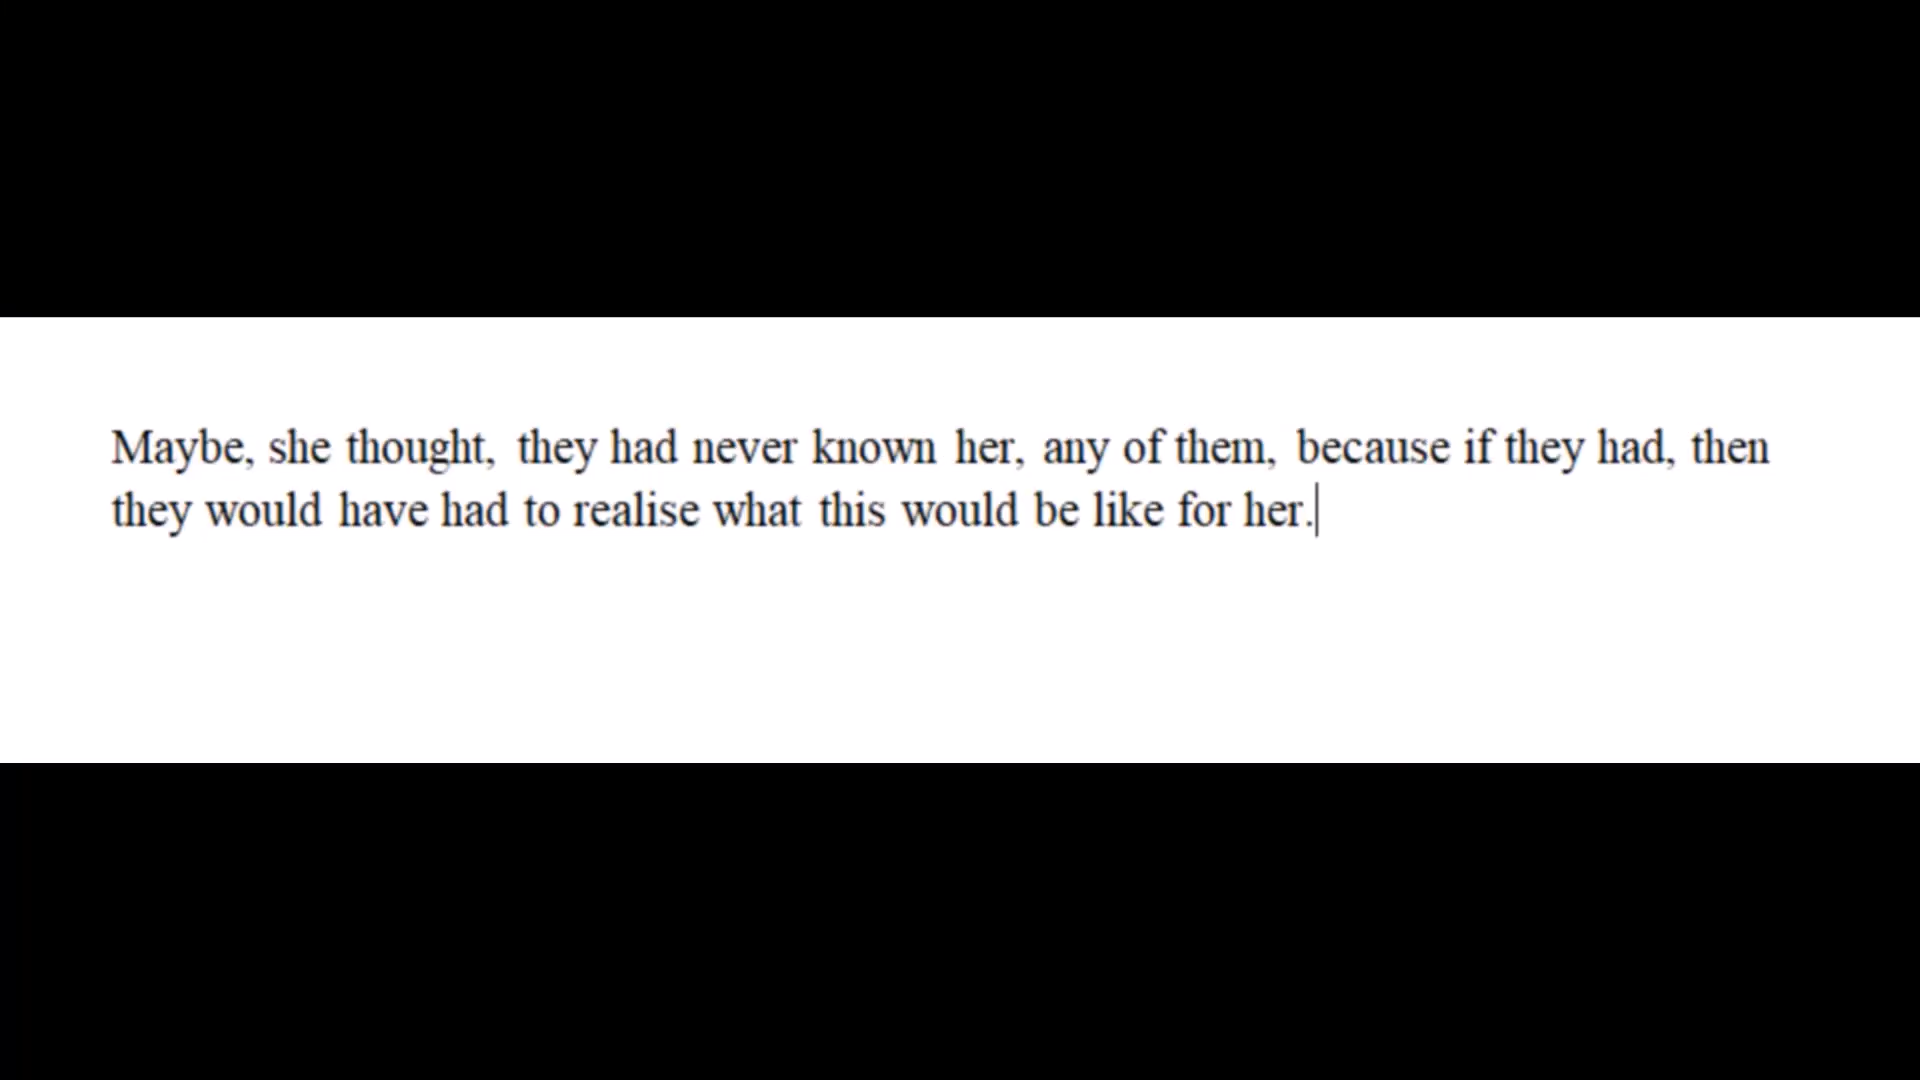 Maybe, she thought, they had never known her, any of them, because if they had, then
they would have had to realise what this would be like for her.